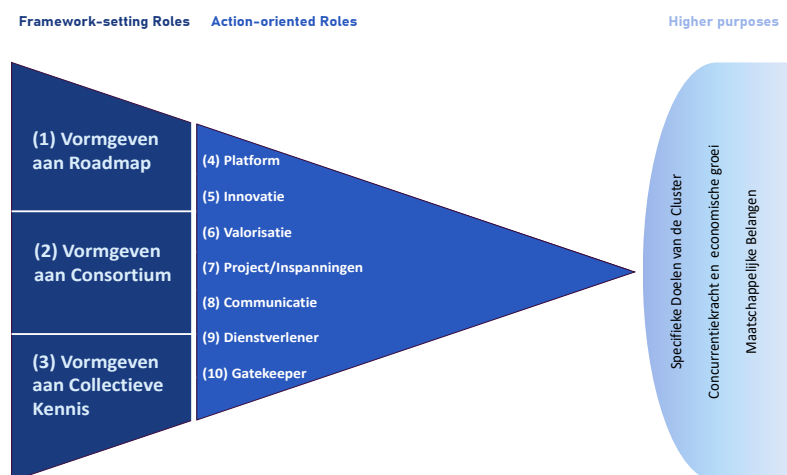 Framework-setting Roles
Action-oriented Roles
Higher purposes
(1) Vormgeven
aan Roadmap
(2) Vormgeven
aan Consortium
(3) Vormgeven
aan Collectieve
Kennis
(4) Platform
(5) Innovatie
(6) Valorisatie
(7) Project/Inspanningen
(8) Communicatie
(9) Dienstverlener
(10) Gatekeeper
Specifieke Doelen van de Cluster
Concurrentiekracht en economische groei
Maatschappelijke Belangen